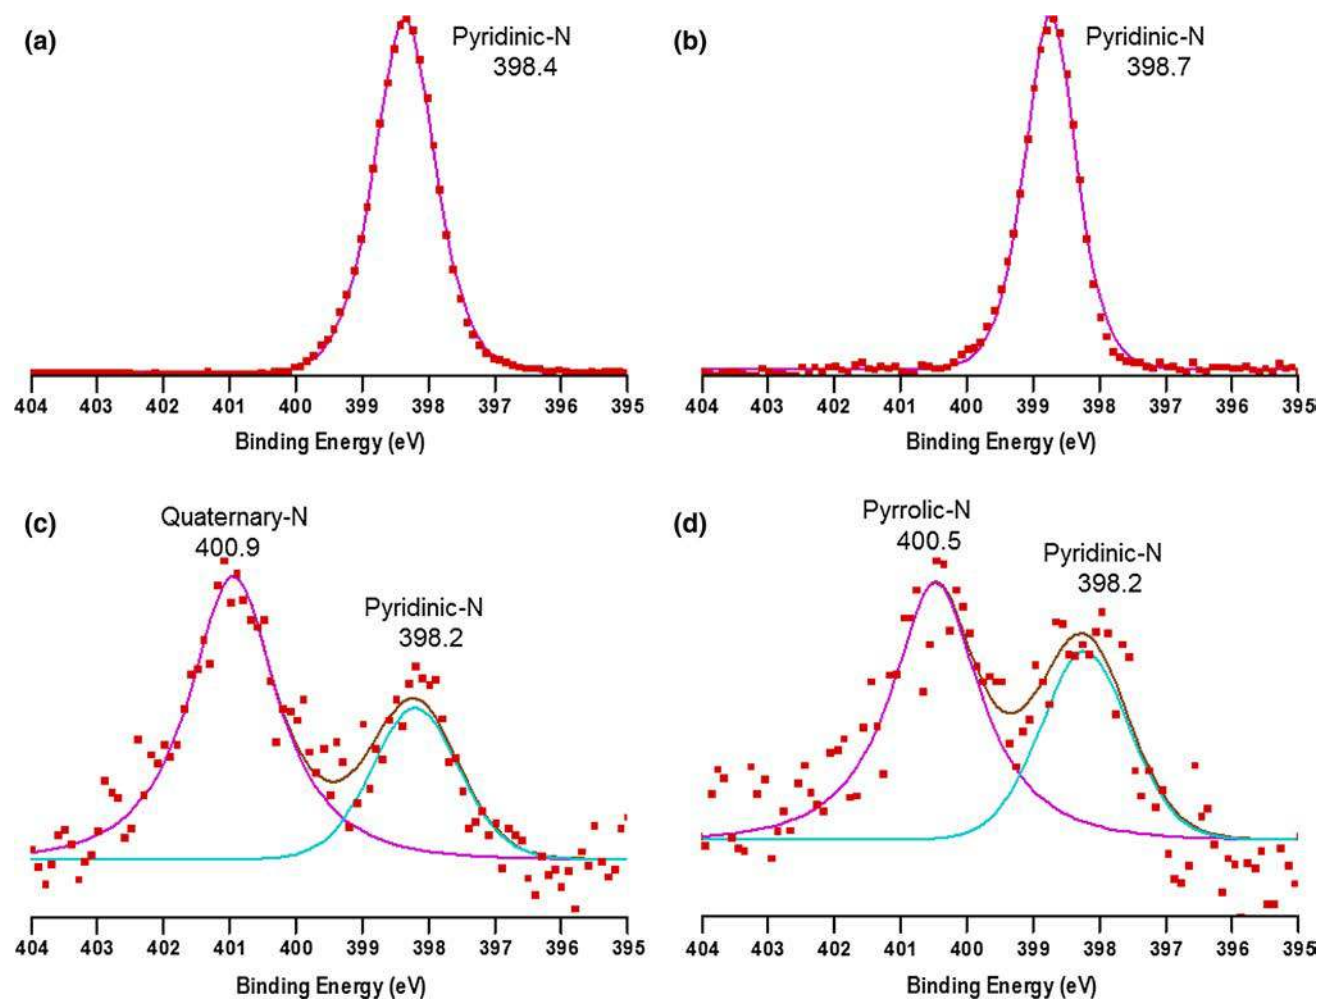 (a)
Pyridinic-N
398.4
404 403 402 401 400 399 398 397 396 395
Binding Energy (eV)
(b)
Pyridinic-N
398.7
404 403 402 401 400 399 398 397 396 395
Binding Energy (eV)
(c)
Quaternary-N
400.9
Pyridinic-N
398.2
404 403 402 401 400 399 398 397 396 395
Binding Energy (eV)
(d)
Pyrrolic-N
400.5
Pyridinic-N
398.2
404 403 402 401 400 399 398 397 396 395
Binding Energy (eV)